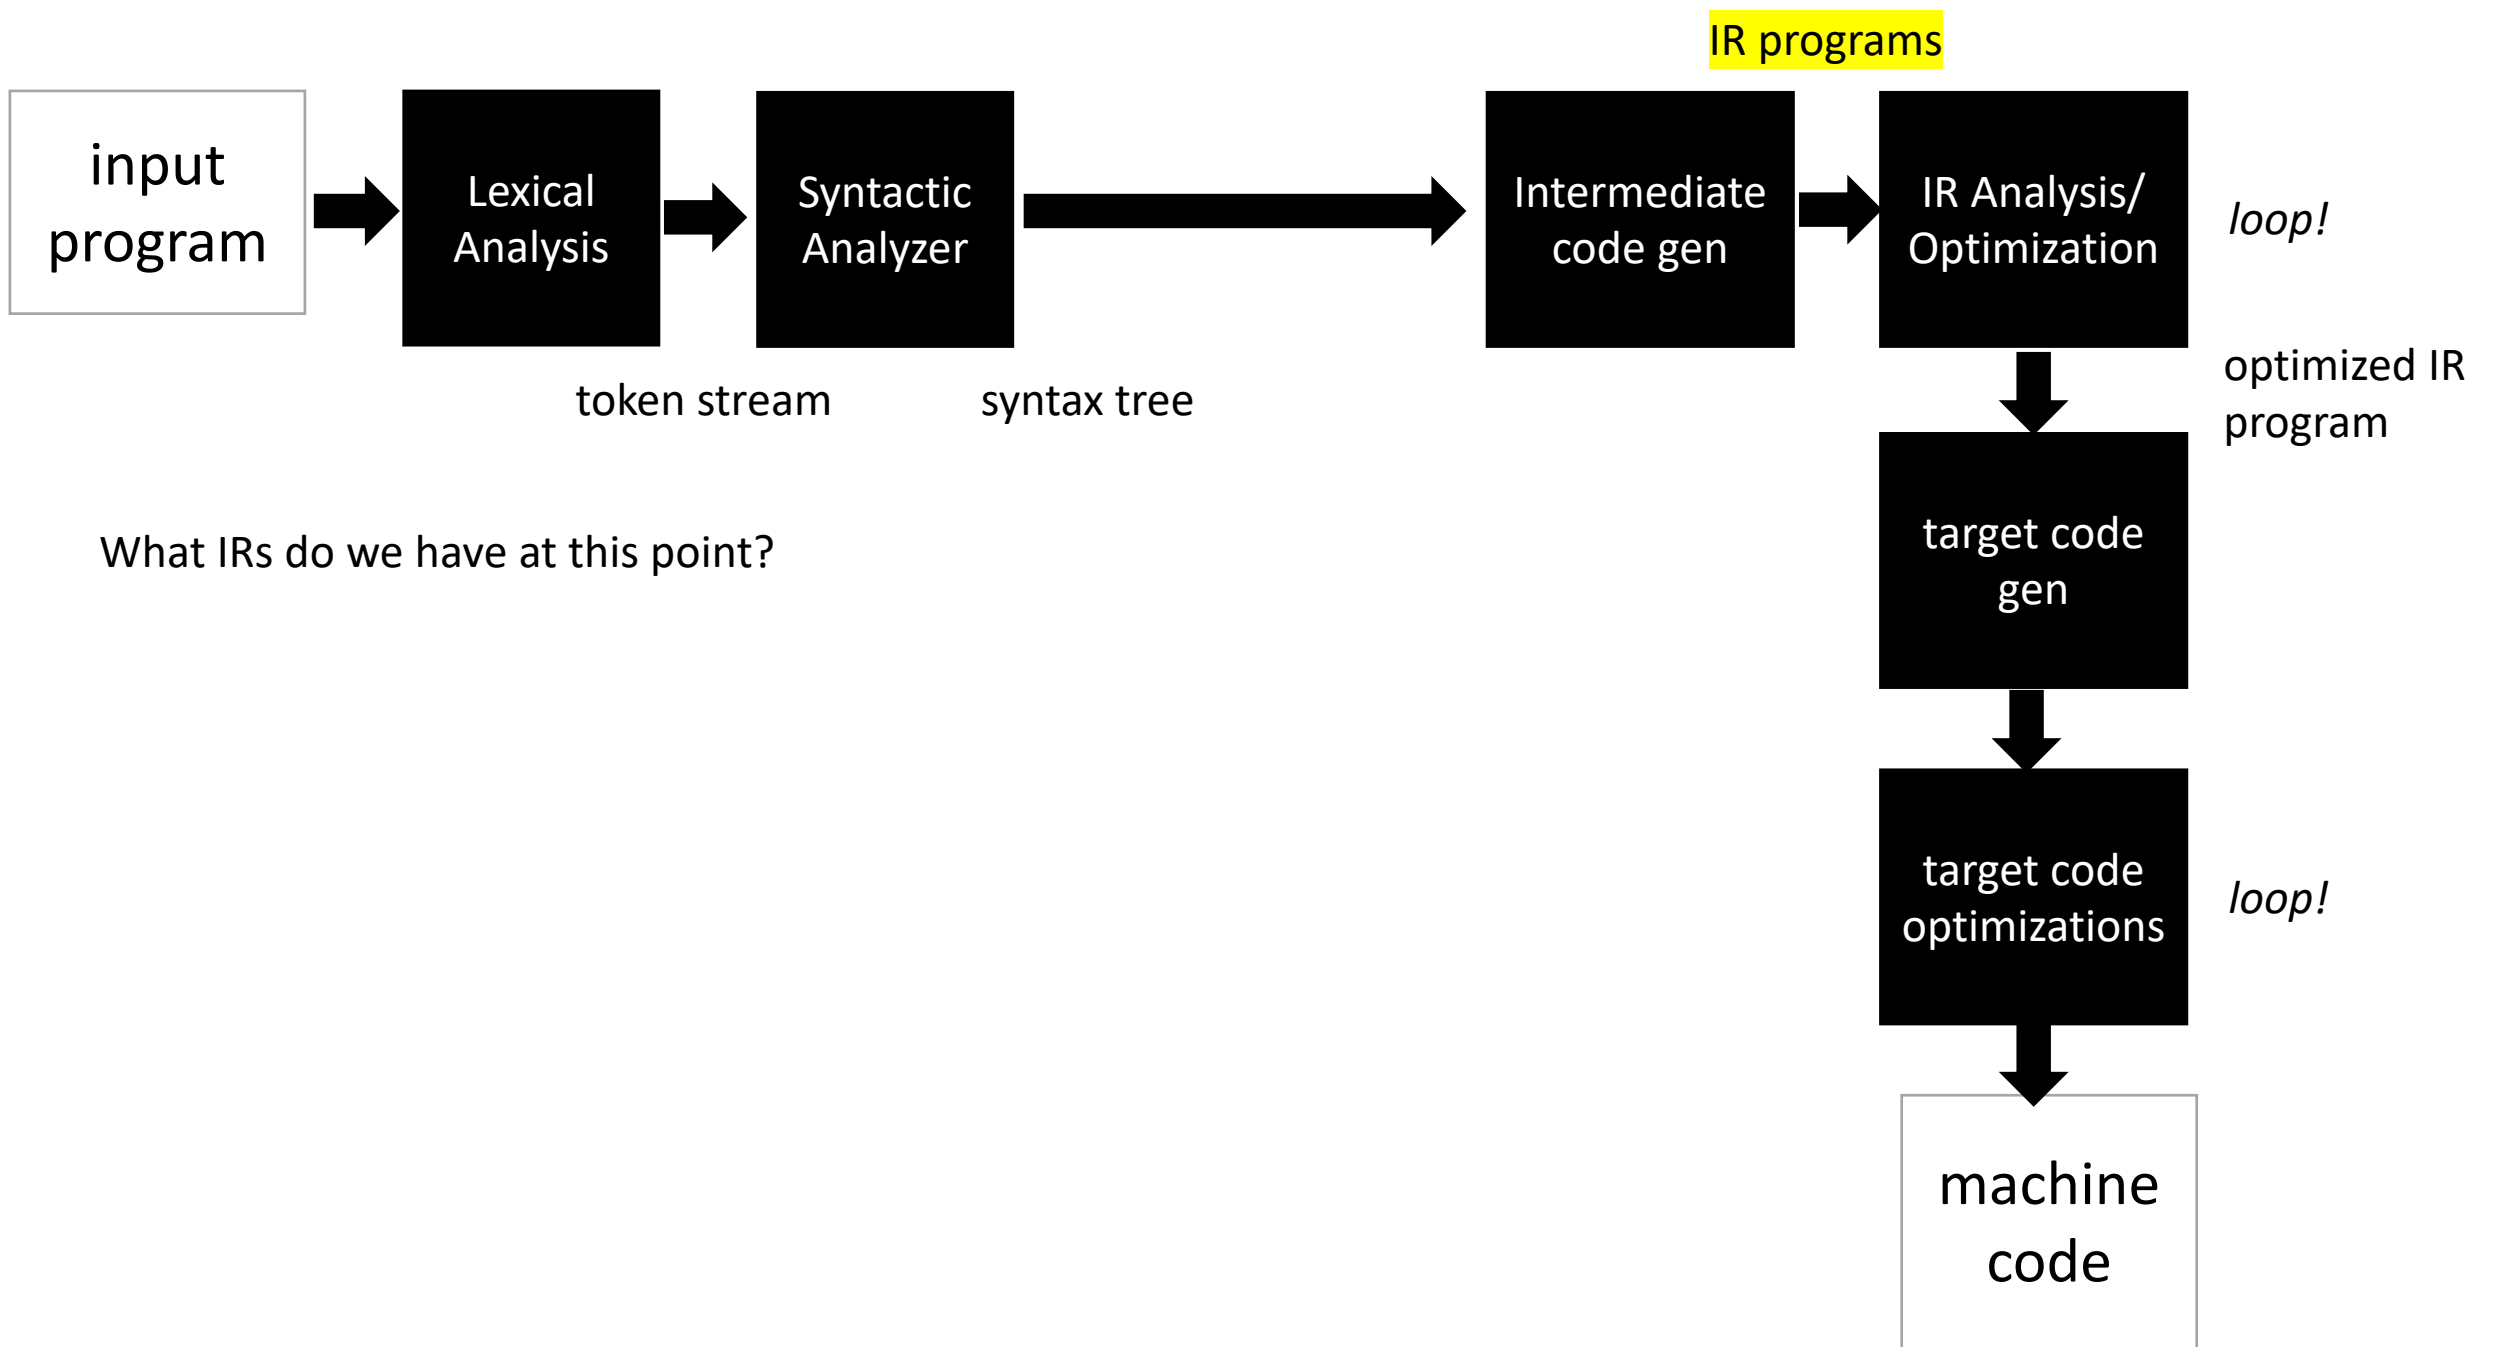 IR programs
input
program
Lexical
Analysis
Syntactic
Analyzer
Intermediate
code gen
IR Analysis/
Optimization
loop!
token stream
syntax tree
optimized IR
program
What IRs do we have at this point?
target code
gen
target code
optimizations
loop!
machine
code